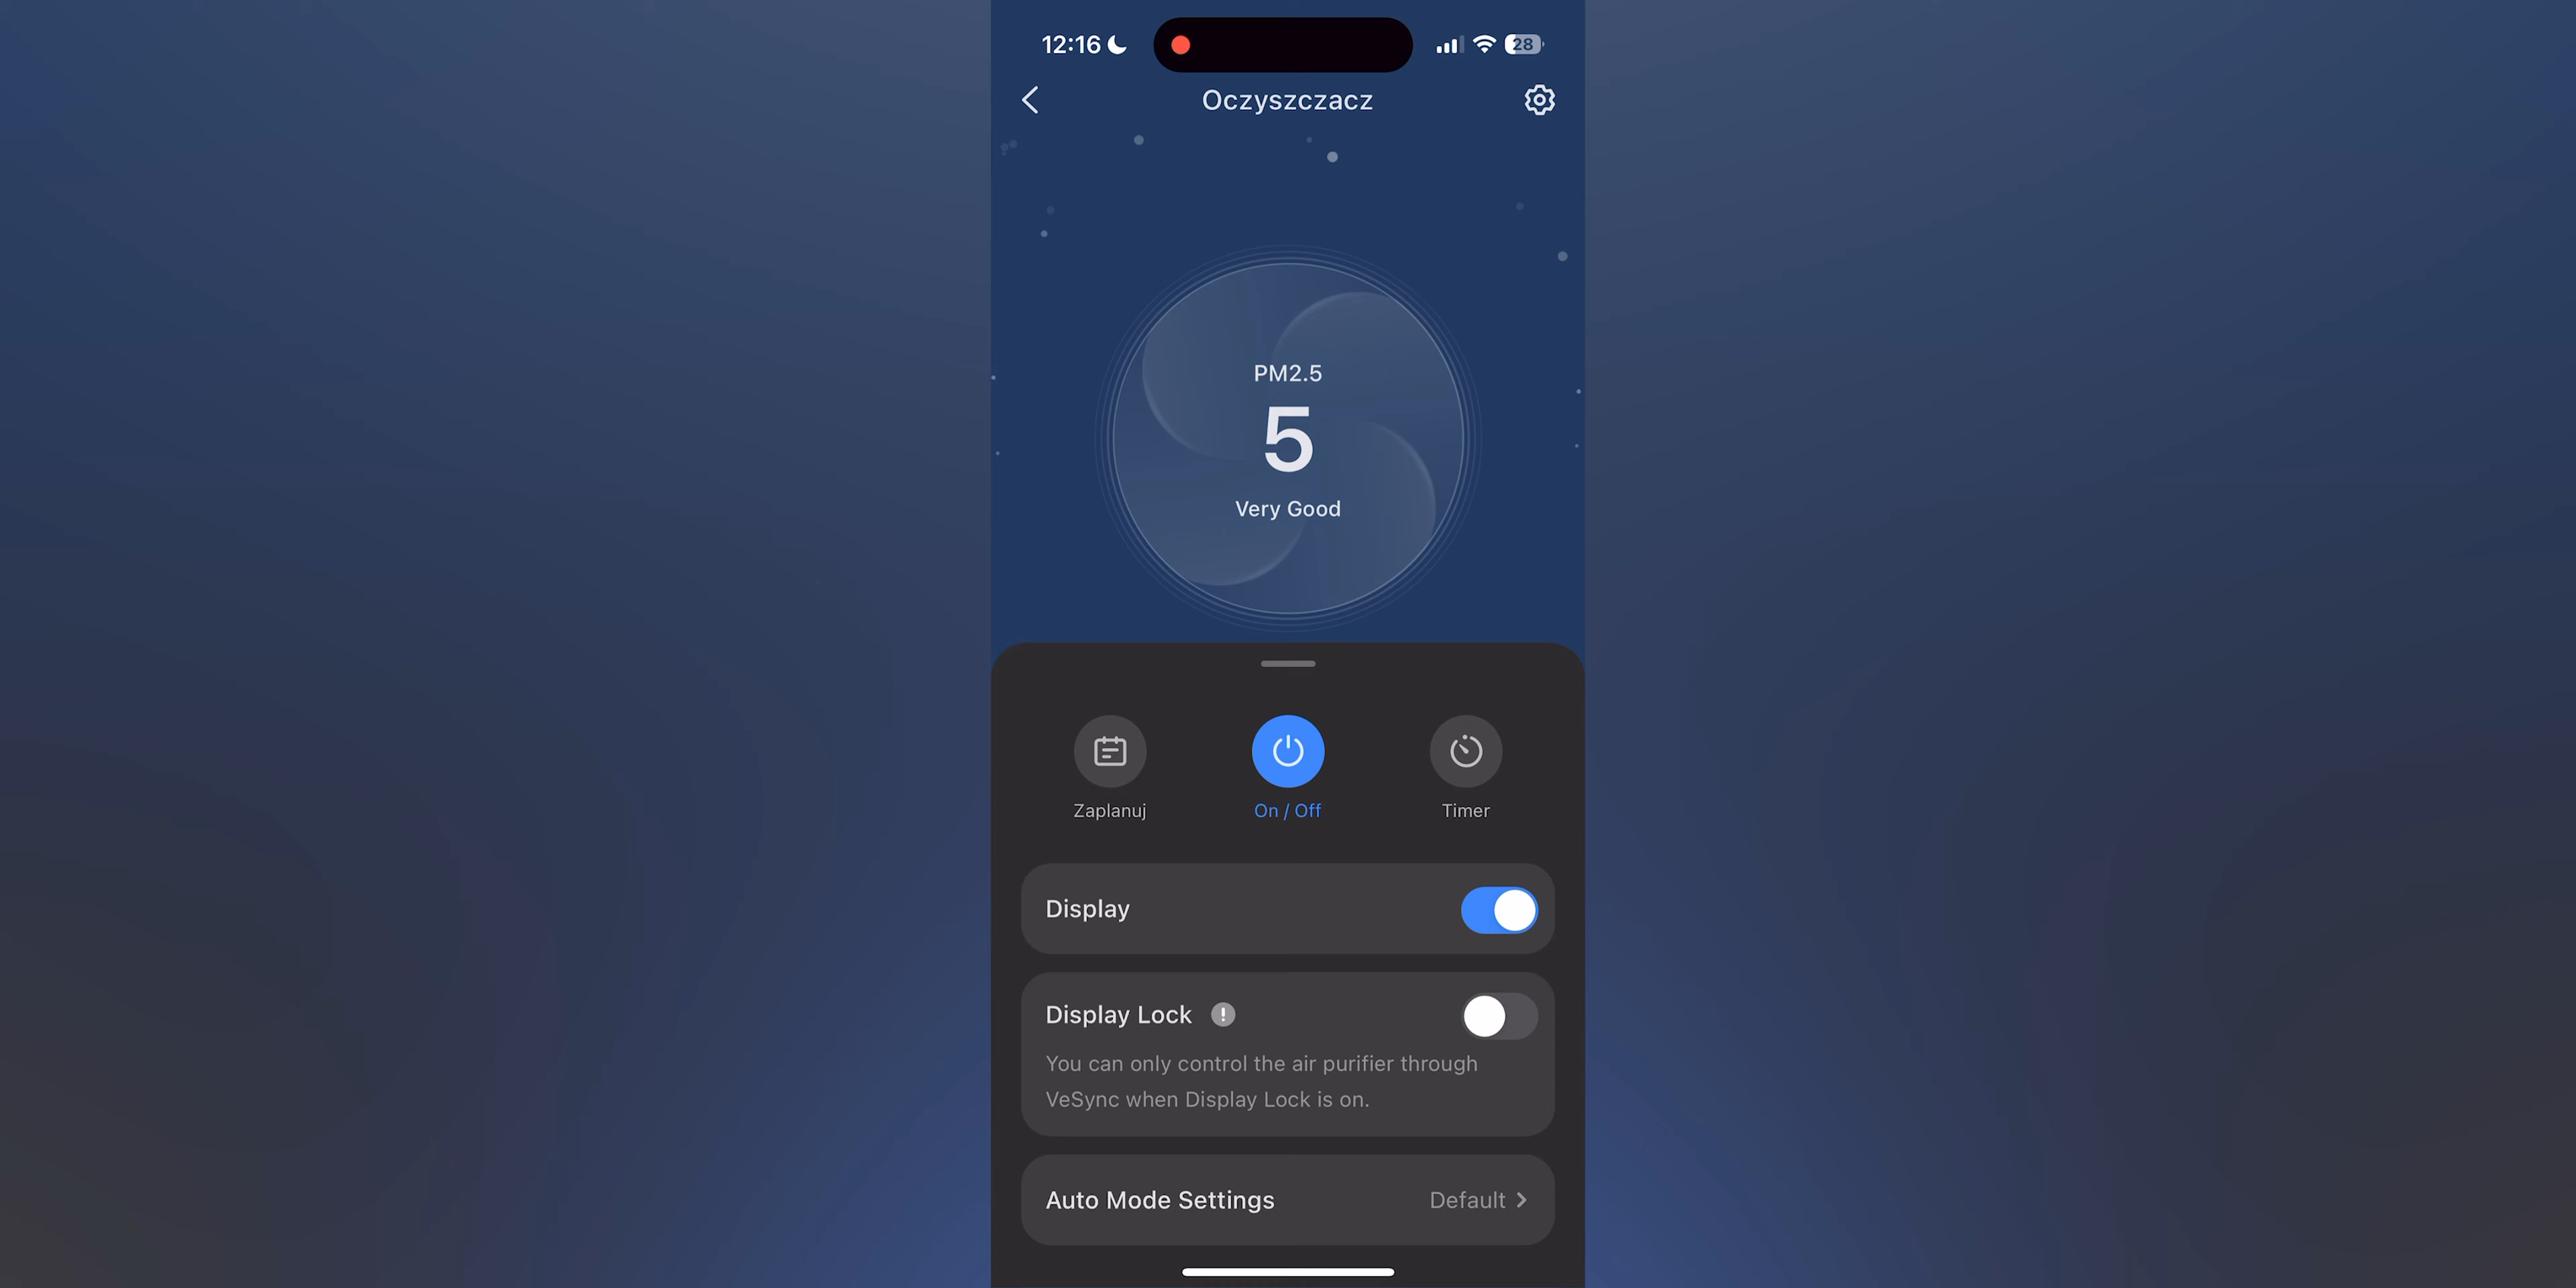 12:16
28
Oczyszczacz
PM2.5
5
Very Good
Zaplanuj
On / Off
Timer
Display
Display Lock
You can only control the air purifier through
VeSync when Display Lock is on.
Auto Mode Settings
Default